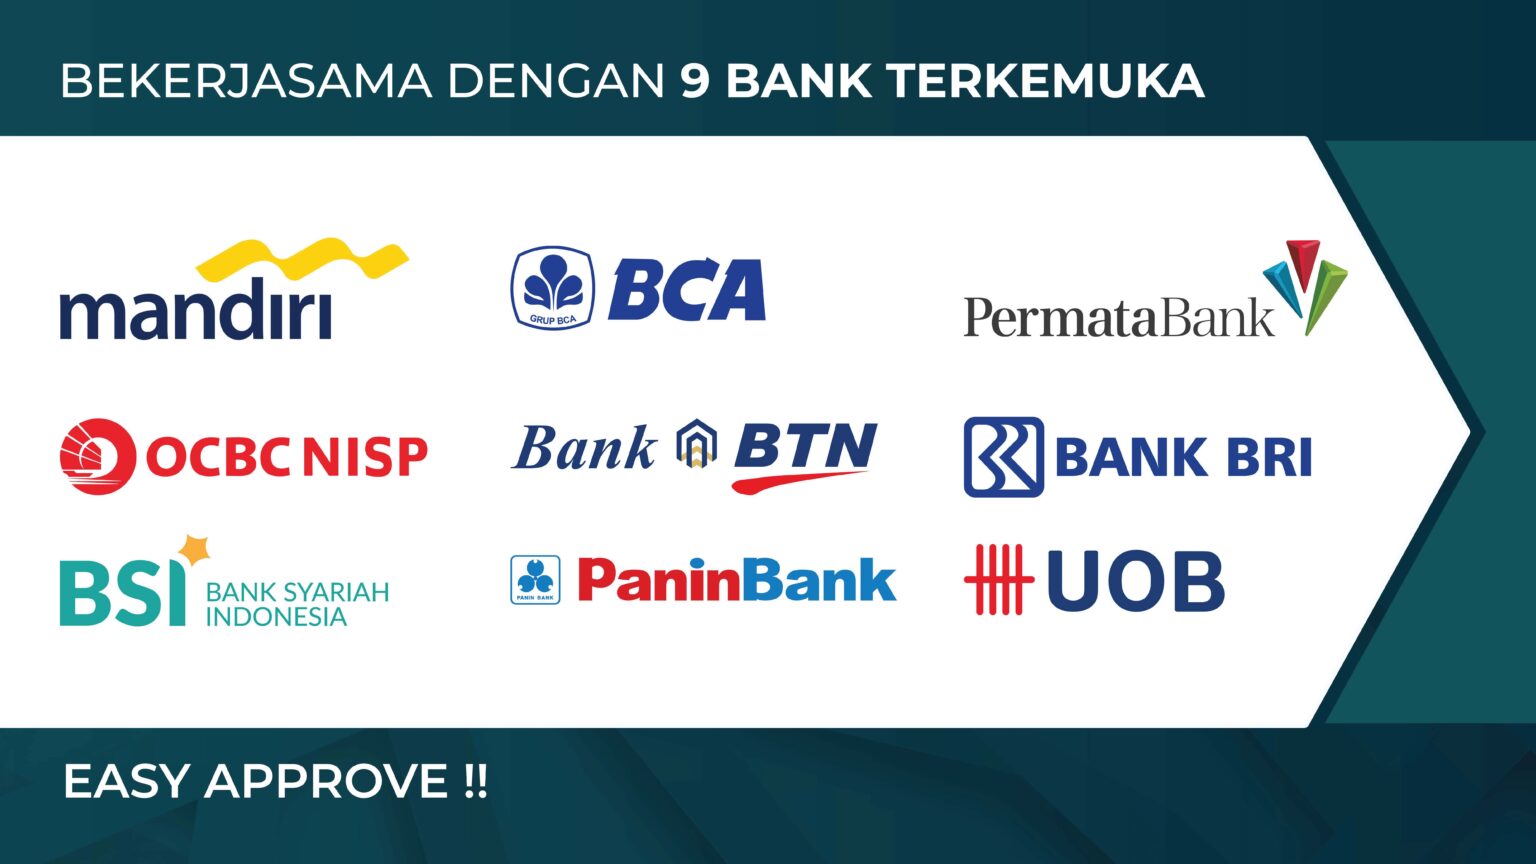 BEKERJASAMA DENGAN 9 BANK TERKEMUKA
mandiri
GRUP BCA
BCA
PermataBank
OCBC NISP
Bank BTN
BANK BRI
BSI BANK SYARIAH
INDONESIA
PANIN BANK
PaninBank
UOB
EASY APPROVE !!